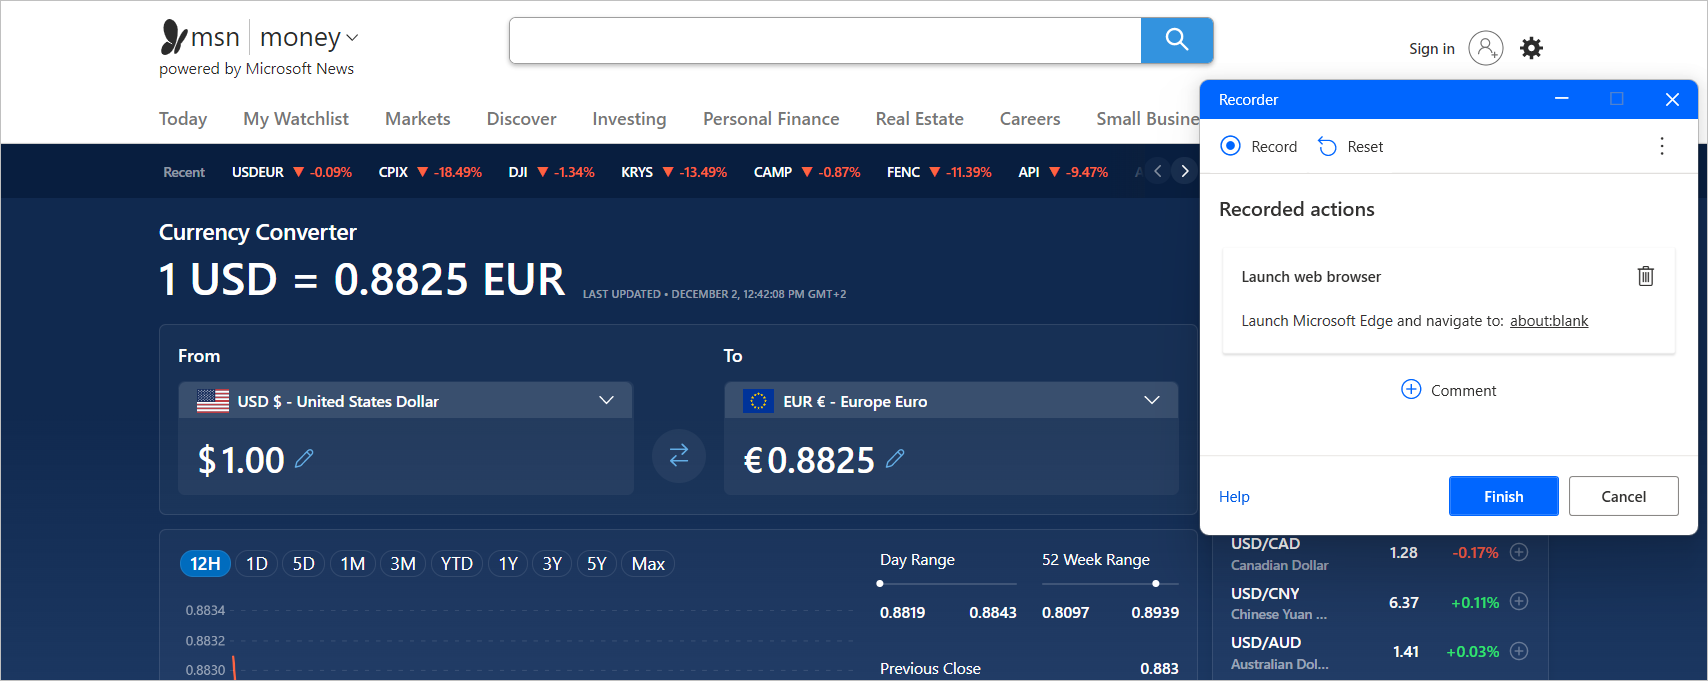 msn money
powered by Microsoft News
Sign in
Today My Watchlist Markets Discover Investing Personal Finance Real Estate Careers Small Busine
Recent USDEUR ▼ -0.09% CPIX ▼ -18.49% DJI ▼ -1.34% KRYS ▼ -13.49% CAMP ▼ -0.87% FENC ▼ -11.39% API ▼ -9.47%
Currency Converter
1 USD = 0.8825 EUR LAST UPDATED • DECEMBER 2, 12:42:08 PM GMT+2
From To
USD $ - United States Dollar EUR € - Europe Euro
$1.00 €0.8825
12H 1D 5D 1M 3M YTD 1Y 3Y 5Y Max
0.8834
0.8832
0.8830
Day Range 52 Week Range
0.8819 0.8843 0.8097 0.8939
Previous Close 0.883
Recorder
Record Reset
Recorded actions
Launch web browser
Launch Microsoft Edge and navigate to: about:blank
Comment
Help Finish Cancel
USD/CAD 1.28 -0.17%
Canadian Dollar
USD/CNY 6.37 +0.11%
Chinese Yuan ...
USD/AUD 1.41 +0.03%
Australian Dol...